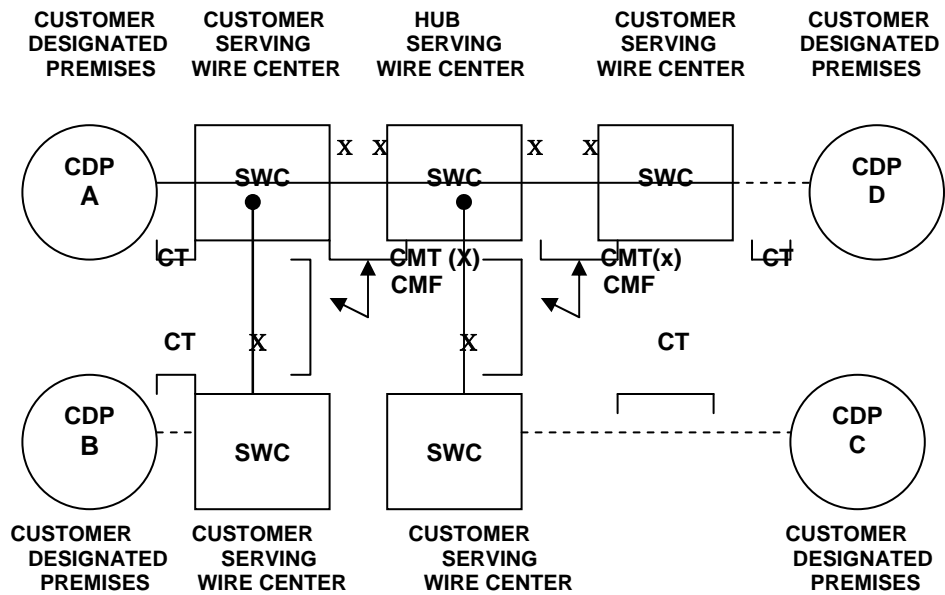 CUSTOMER DESIGNATED PREMISES
CUSTOMER SERVING WIRE CENTER
HUB SERVING WIRE CENTER
CUSTOMER SERVING WIRE CENTER
CUSTOMER DESIGNATED PREMISES
X X X X
CDP A
SWC
SWC
SWC
CDP D
CT
CMT (X)
CMF
CMT(x)
CMF
CT
CT
X
X
CT
CDP B
SWC
SWC
CDP C
CUSTOMER DESIGNATED PREMISES
CUSTOMER SERVING WIRE CENTER
CUSTOMER SERVING WIRE CENTER
CUSTOMER DESIGNATED PREMISES